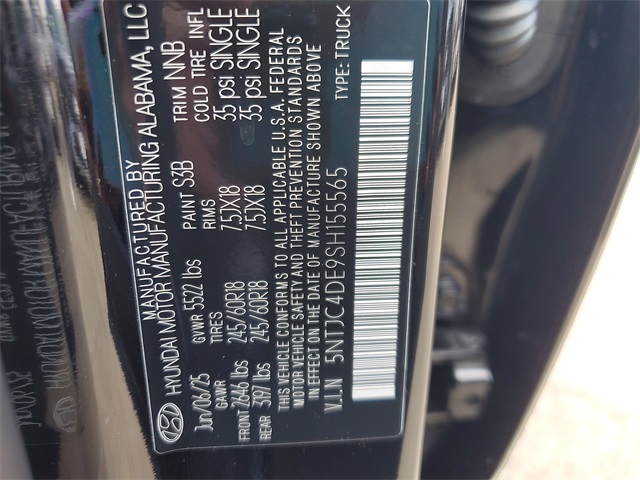 MANUFACTURED BY
HYUNDAI MOTOR MANUFACTURING ALABAMA, LLC
Jun/06/25 GVWR 5522 lbs PAINT S3B TRIM NNB
GAWR TIRES RIMS COLD TIRE INFL
FRONT 2646 lbs 245/60R18 7.5JX18 35 psi SINGLE
REAR 3197 lbs 245/60R18 7.5JX18 35 psi SINGLE
THIS VEHICLE CONFORMS TO ALL APPLICABLE U.S.A. FEDERAL
MOTOR VEHICLE SAFETY AND THEFT PREVENTION STANDARDS
IN EFFECT ON THE DATE OF MANUFACTURE SHOWN ABOVE
V.I.N 5NTJC4DE9SH155565 TYPE:TRUCK